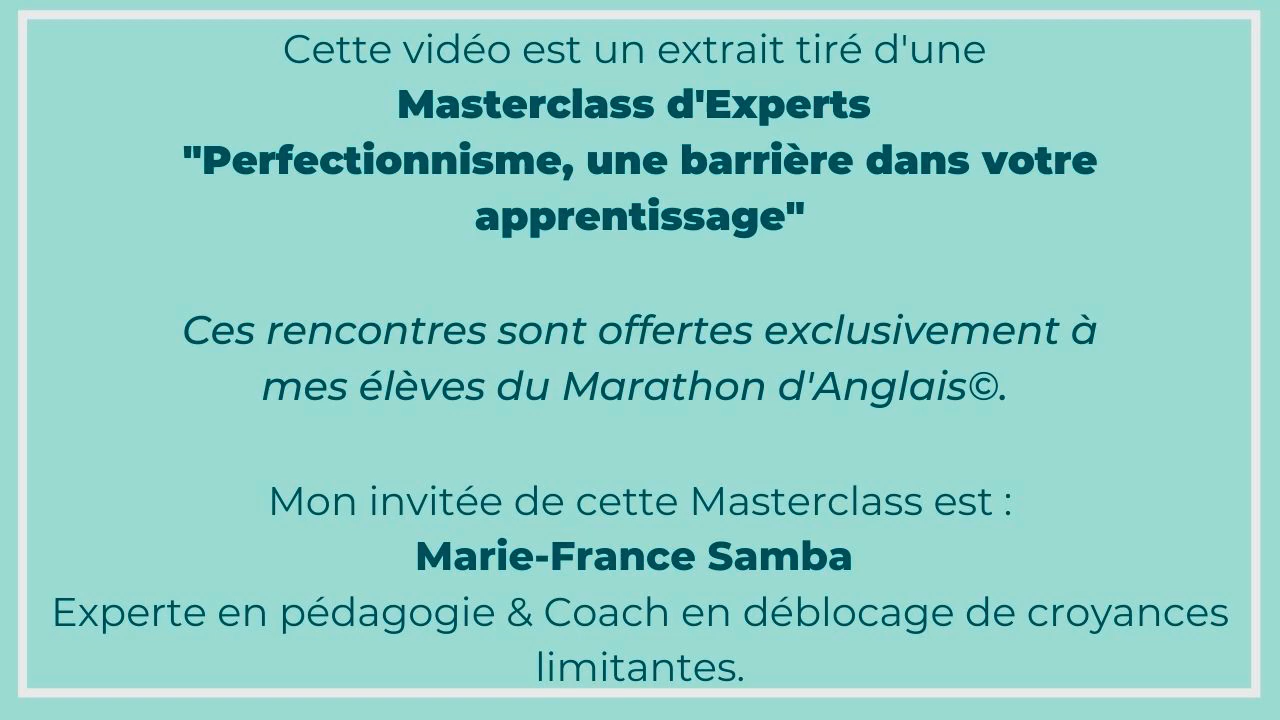 Cette vidéo est un extrait tiré d'une
Masterclass d'Experts
"Perfectionnisme, une barrière dans votre
apprentissage"
Ces rencontres sont offertes exclusivement à
mes élèves du Marathon d'Anglais©.
Mon invitée de cette Masterclass est :
Marie-France Samba
Experte en pédagogie & Coach en déblocage de croyances
limitantes.